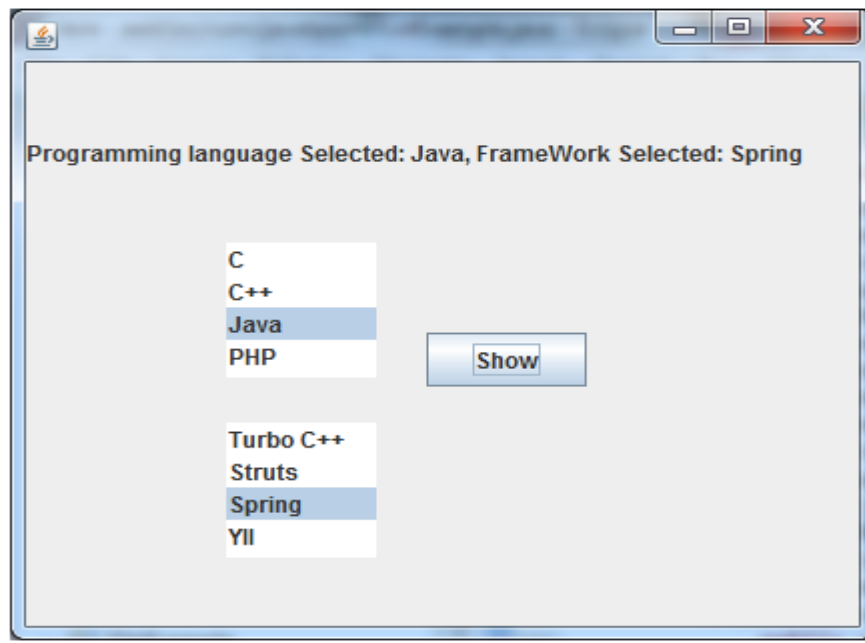 Programming language Selected: Java, FrameWork Selected: Spring
C
C++
Java
PHP
Show
Turbo C++
Struts
Spring
YII